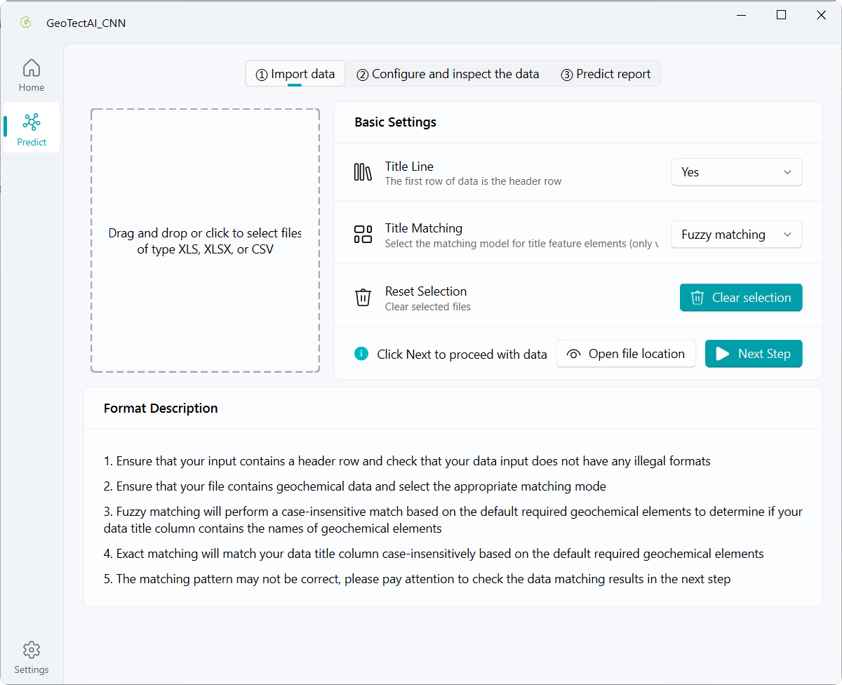 GeoTectAI_CNN
Home
Predict
Settings
① Import data
② Configure and inspect the data
③ Predict report
Drag and drop or click to select files
of type XLS, XLSX, or CSV
Basic Settings
Title Line
The first row of data is the header row
Yes
Title Matching
Select the matching model for title feature elements (only
Fuzzy matching
Reset Selection
Clear selected files
Clear selection
Click Next to proceed with data
Open file location
Next Step
Format Description
1. Ensure that your input contains a header row and check that your data input does not have any illegal formats
2. Ensure that your file contains geochemical data and select the appropriate matching mode
3. Fuzzy matching will perform a case-insensitive match based on the default required geochemical elements to determine if your
data title column contains the names of geochemical elements
4. Exact matching will match your data title column case-insensitively based on the default required geochemical elements
5. The matching pattern may not be correct, please pay attention to check the data matching results in the next step